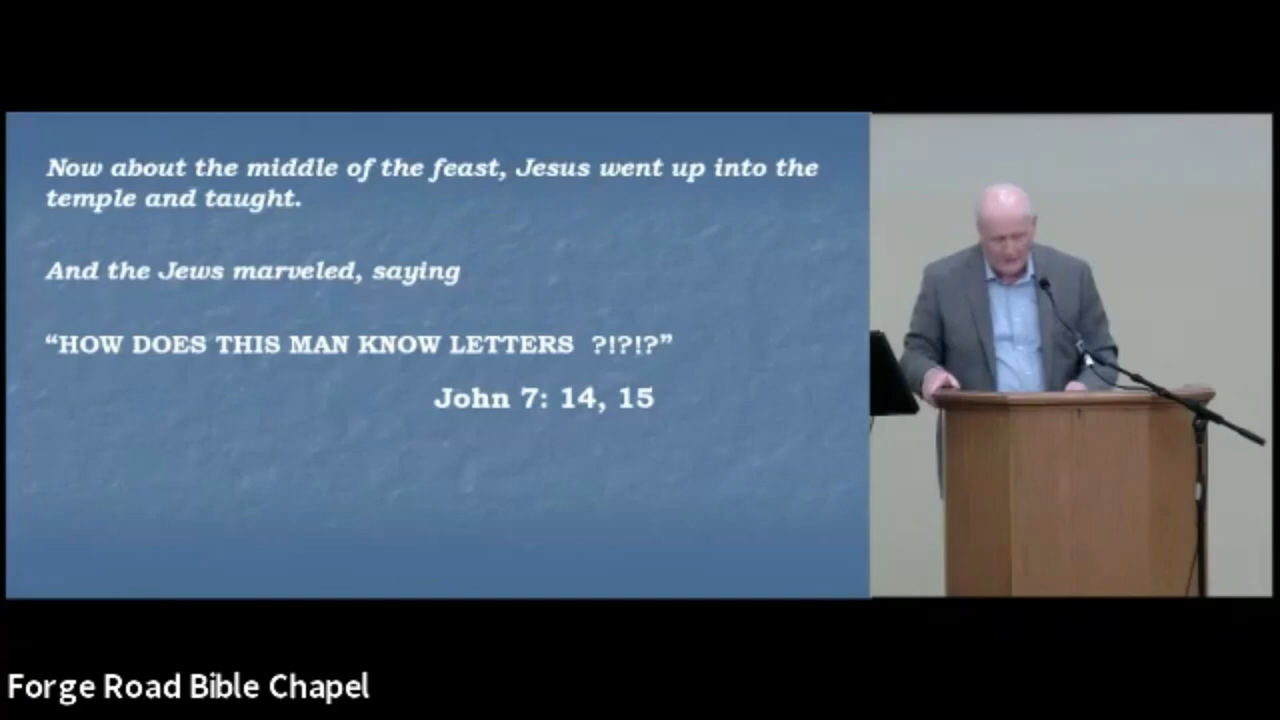 Now about the middle of the feast, Jesus went up into the
temple and taught.
And the Jews marveled, saying
“HOW DOES THIS MAN KNOW LETTERS ?!?!?”
John 7: 14, 15
Forge Road Bible Chapel